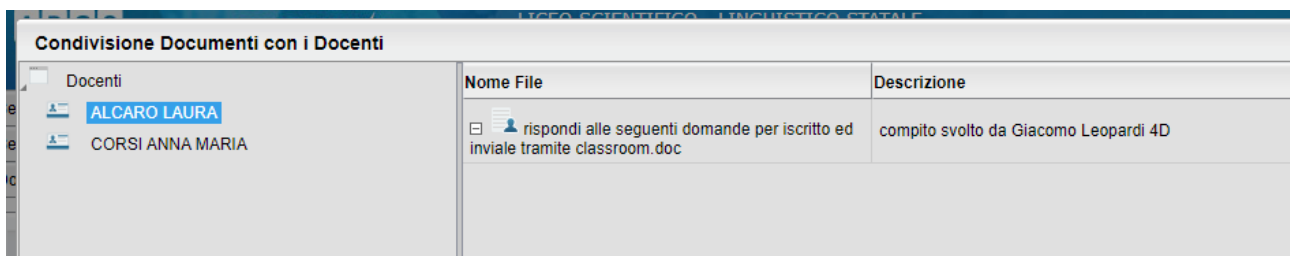 LICEO SCIENTIFICO - LINGUISTICO STATALE
Condivisione Documenti con i Docenti
Docenti
ALCARO LAURA
CORSI ANNA MARIA
Nome File
Descrizione
rispondi alle seguenti domande per iscritto ed
inviale tramite classroom.doc
compito svolto da Giacomo Leopardi 4D